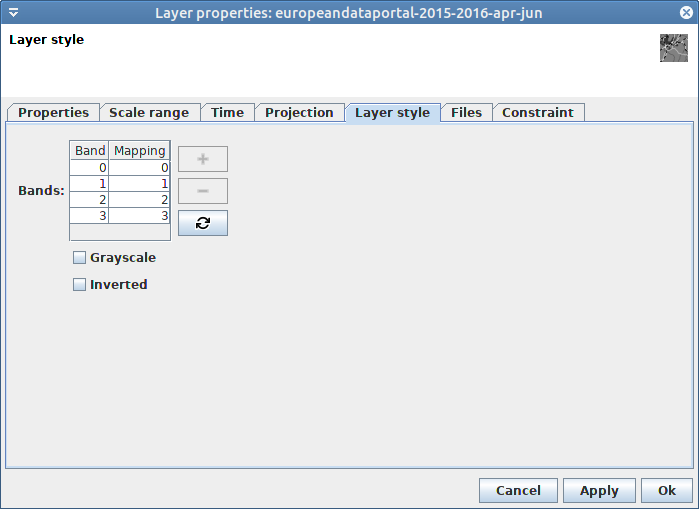 Layer properties: europeandataportal-2015-2016-apr-jun
Layer style
Properties Scale range Time Projection Layer style Files Constraint
Band Mapping
0 0
Bands: 1 1
2 2
3 3
Grayscale
Inverted
Cancel Apply Ok